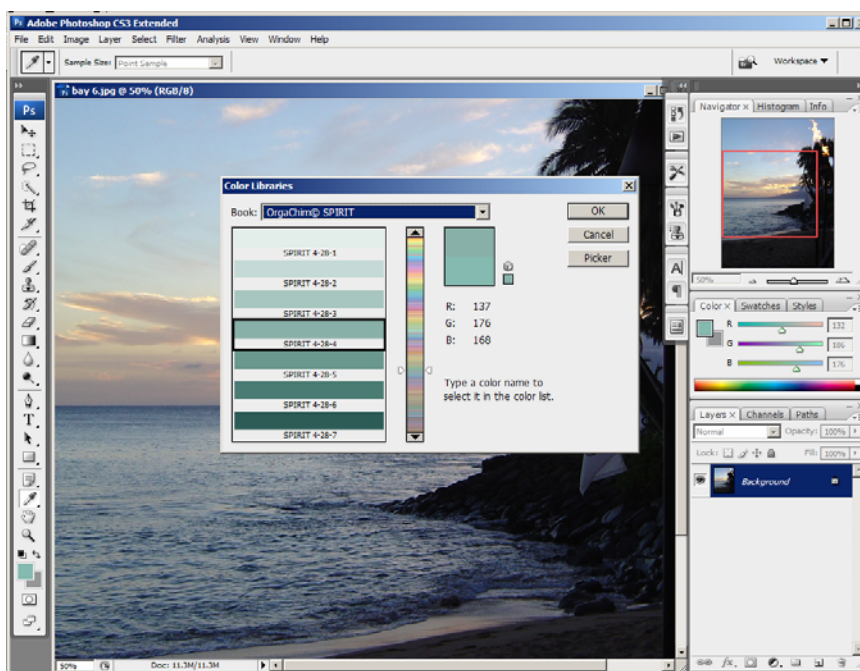 Ps Adobe Photoshop CS3 Extended
File Edit Image Layer Select Filter Analysis View Window Help
Sample Size: Point Sample
Workspace
bay 6.jpg @ 50% (RGB/8)
Ps
Navigator x Histogram Info
50%
Color Libraries
Book: OrgaChim© SPIRIT
OK
Cancel
Picker
SPIRIT 4-28-1
SPIRIT 4-28-2
SPIRIT 4-28-3
SPIRIT 4-28-4
SPIRIT 4-28-5
SPIRIT 4-28-6
SPIRIT 4-28-7
R: 137
G: 176
B: 168
Type a color name to
select it in the color list.
Color x Swatches Styles
R 132
G 186
B 176
Layers x Channels Paths
Normal Opacity: 100%
Lock: Fill: 100%
Background
50% Doc: 11.3M/11.3M